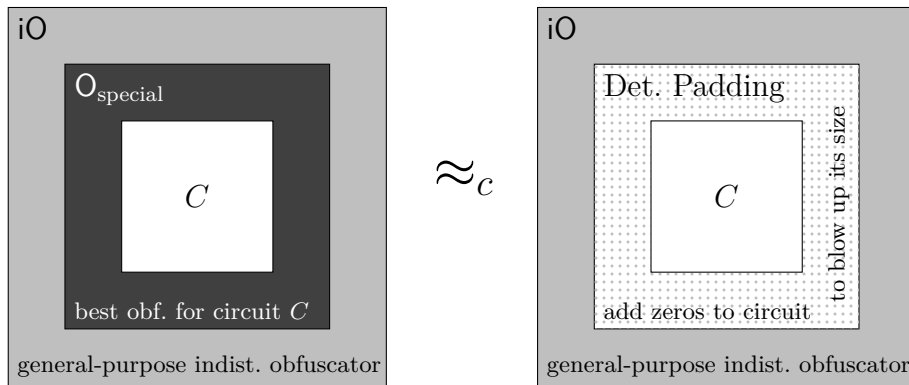 iO
O_special
C
best obf. for circuit C
general-purpose indist. obfuscator
≈_c
iO
Det. Padding
C
to blow up its size
add zeros to circuit
general-purpose indist. obfuscator